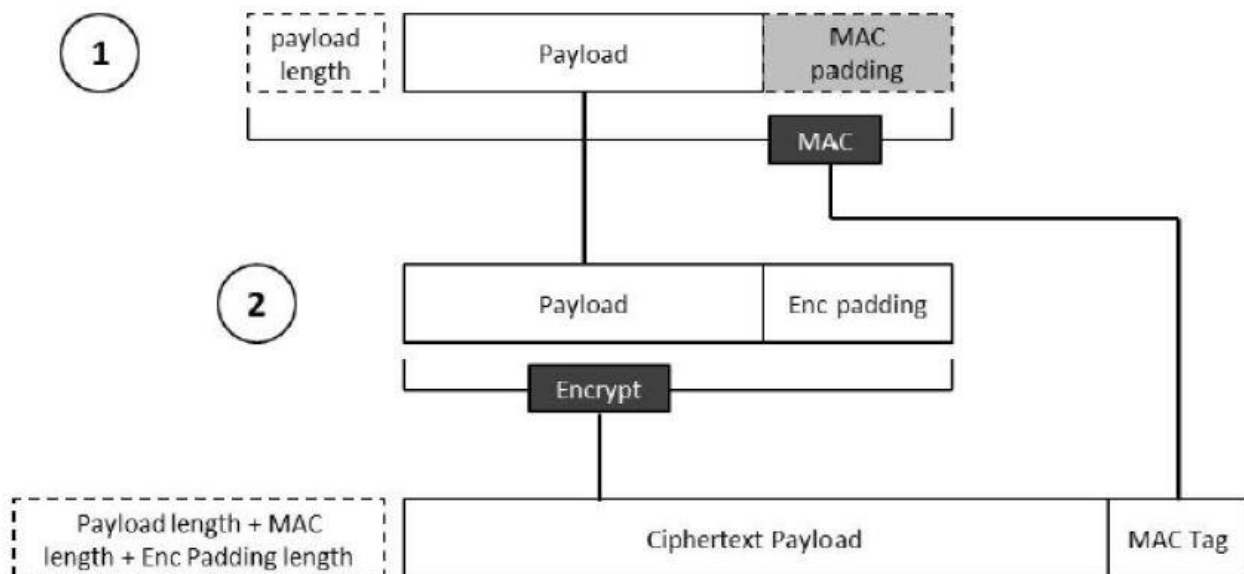 1
payload
length
Payload
MAC
padding
MAC
2
Payload
Enc padding
Encrypt
Payload length + MAC
length + Enc Padding length
Ciphertext Payload
MAC Tag